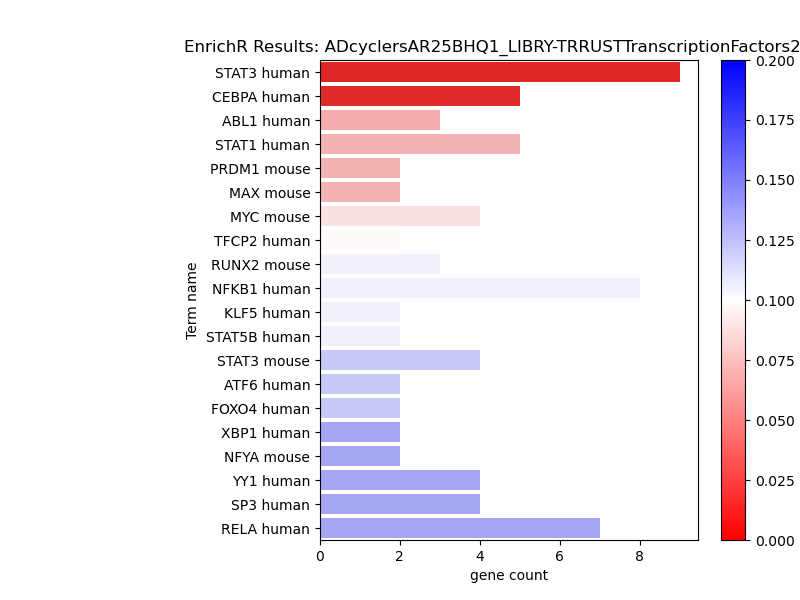 EnrichR Results: ADcyclersAR25BHQ1_LIBRY-TRRUSTTranscriptionFactors2
STAT3 human
CEBPA human
ABL1 human
STAT1 human
PRDM1 mouse
MAX mouse
MYC mouse
TFCP2 human
RUNX2 mouse
NFKB1 human
KLF5 human
STAT5B human
STAT3 mouse
ATF6 human
FOXO4 human
XBP1 human
NFYA mouse
YY1 human
SP3 human
RELA human
Term name
0 2 4 6 8
gene count
0.200
0.175
0.150
0.125
0.100
0.075
0.050
0.025
0.000